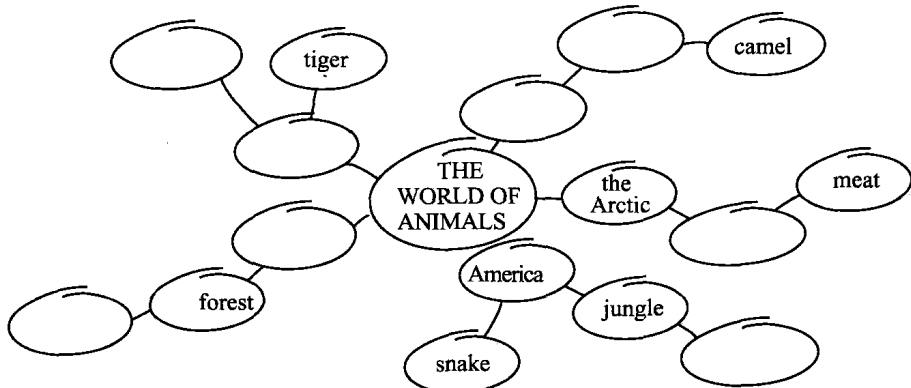 tiger
camel
THE
WORLD OF
ANIMALS
the
Arctic
meat
America
forest
jungle
snake